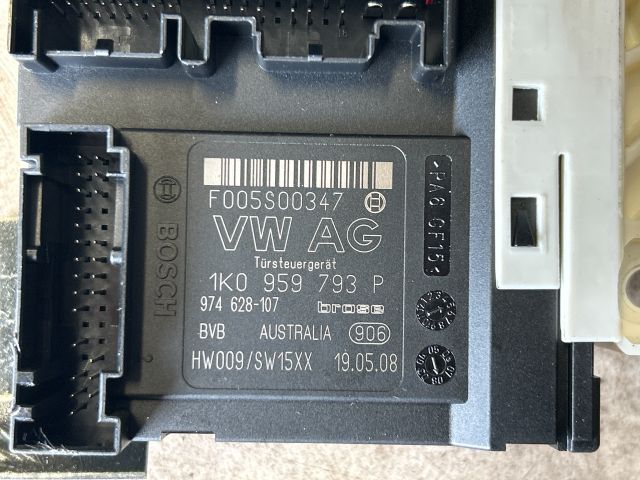 F005S00347
VW AG
Türsteuergerät
1K0 959 793 P
974 628-107 brose
BVB AUSTRALIA 906
HW009/SW15XX 19.05.08
BOSCH
>PA6 GF15<